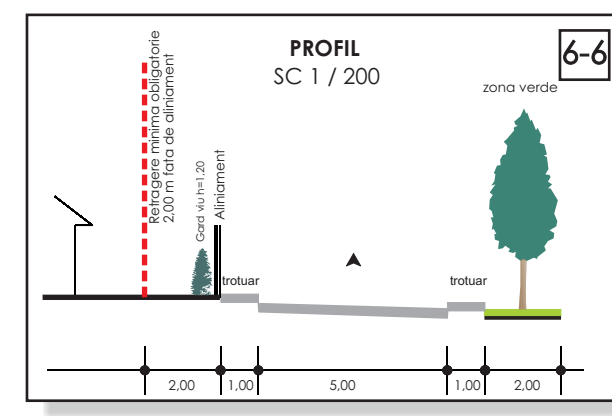 PROFIL
SC 1 / 200
6-6
zona verde
Retragere minima obligatorie
2,00 m fata de aliniament
Gard viu h=1.20
Aliniament
trotuar
trotuar
2,00
1,00
5,00
1,00
2,00